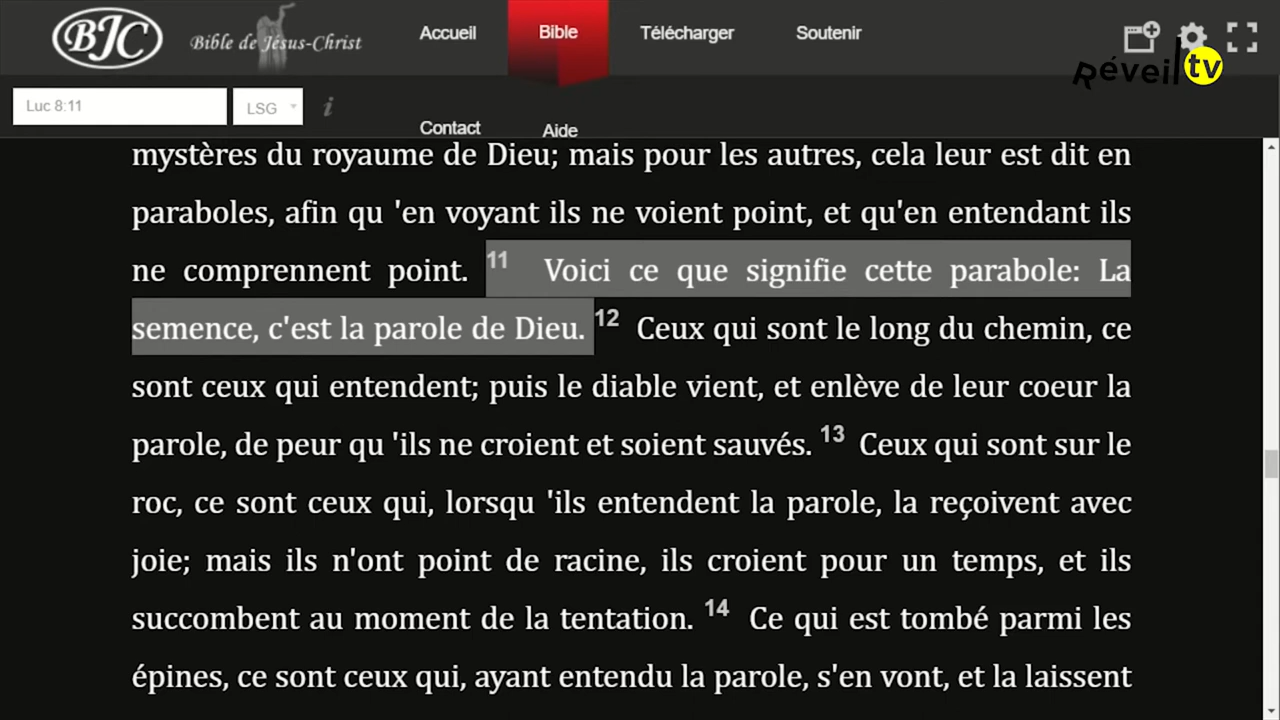 BJC Bible de Jésus-Christ Accueil Bible Télécharger Soutenir
Réveil tv
Luc 8:11 LSG i
Contact Aide
mystères du royaume de Dieu; mais pour les autres, cela leur est dit en
paraboles, afin qu 'en voyant ils ne voient point, et qu'en entendant ils
ne comprennent point. 11 Voici ce que signifie cette parabole: La
semence, c'est la parole de Dieu. 12 Ceux qui sont le long du chemin, ce
sont ceux qui entendent; puis le diable vient, et enlève de leur coeur la
parole, de peur qu 'ils ne croient et soient sauvés. 13 Ceux qui sont sur le
roc, ce sont ceux qui, lorsqu 'ils entendent la parole, la reçoivent avec
joie; mais ils n'ont point de racine, ils croient pour un temps, et ils
succombent au moment de la tentation. 14 Ce qui est tombé parmi les
épines, ce sont ceux qui, ayant entendu la parole, s'en vont, et la laissent